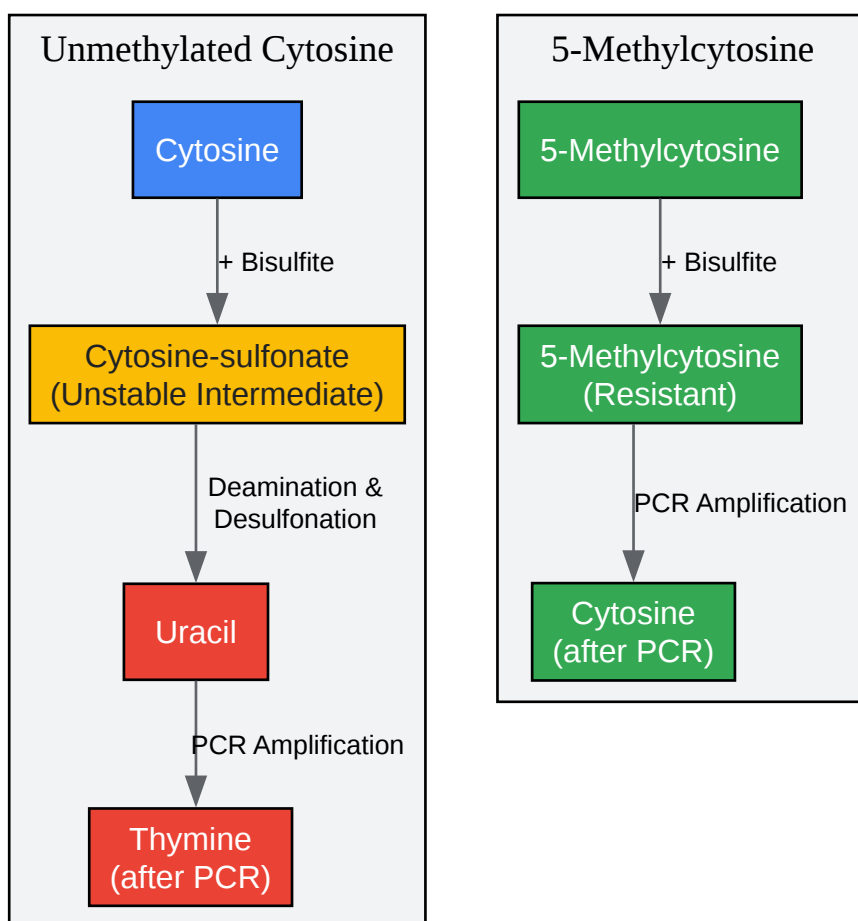 Unmethylated Cytosine
Cytosine
+ Bisulfite
Cytosine-sulfonate
(Unstable Intermediate)
Deamination &
Desulfonation
Uracil
PCR Amplification
Thymine
(after PCR)
5-Methylcytosine
5-Methylcytosine
+ Bisulfite
5-Methylcytosine
(Resistant)
PCR Amplification
Cytosine
(after PCR)